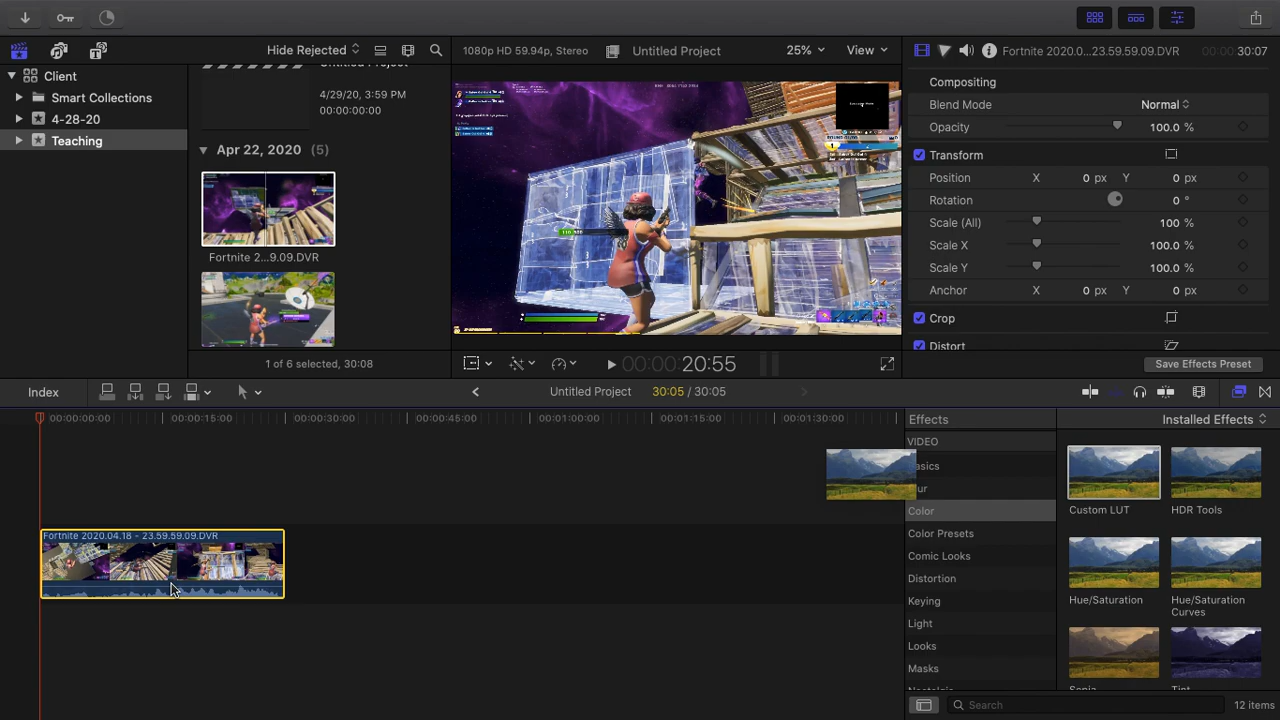 Hide Rejected
1080p HD 59.94p, Stereo
Untitled Project
25%
View
Fortnite 2020.0...23.59.59.09.DVR
00:00:30:07
Client
Smart Collections
4-28-20
Teaching
4/29/20, 3:59 PM
00:00:00:00
Apr 22, 2020 (5)
Fortnite 2...9.09.DVR
1 of 6 selected, 30:08
00:00:20:55
Compositing
Blend Mode
Normal
Opacity
100.0 %
Transform
Position
X
0 px
Y
0 px
Rotation
0 °
Scale (All)
100 %
Scale X
100.0 %
Scale Y
100.0 %
Anchor
X
0 px
Y
0 px
Crop
Distort
Save Effects Preset
Index
Untitled Project
30:05 / 30:05
00:00:00:00
00:00:15:00
00:00:30:00
00:00:45:00
00:01:00:00
00:01:15:00
00:01:30:00
Fortnite 2020.04.18 - 23.59.59.09.DVR
Effects
Installed Effects
VIDEO
Color
Color Presets
Comic Looks
Distortion
Keying
Light
Looks
Masks
Custom LUT
HDR Tools
Hue/Saturation
Hue/Saturation
Curves
Search
12 items